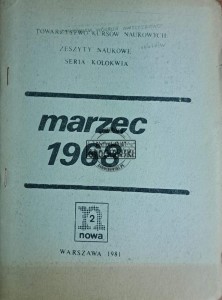 TOWARZYSTWO KURSÓW NAUKOWYCH
ZESZYTY NAUKOWE
SERIA KOLOKWIA
marzec
1968
2
nowa
WARSZAWA 1981